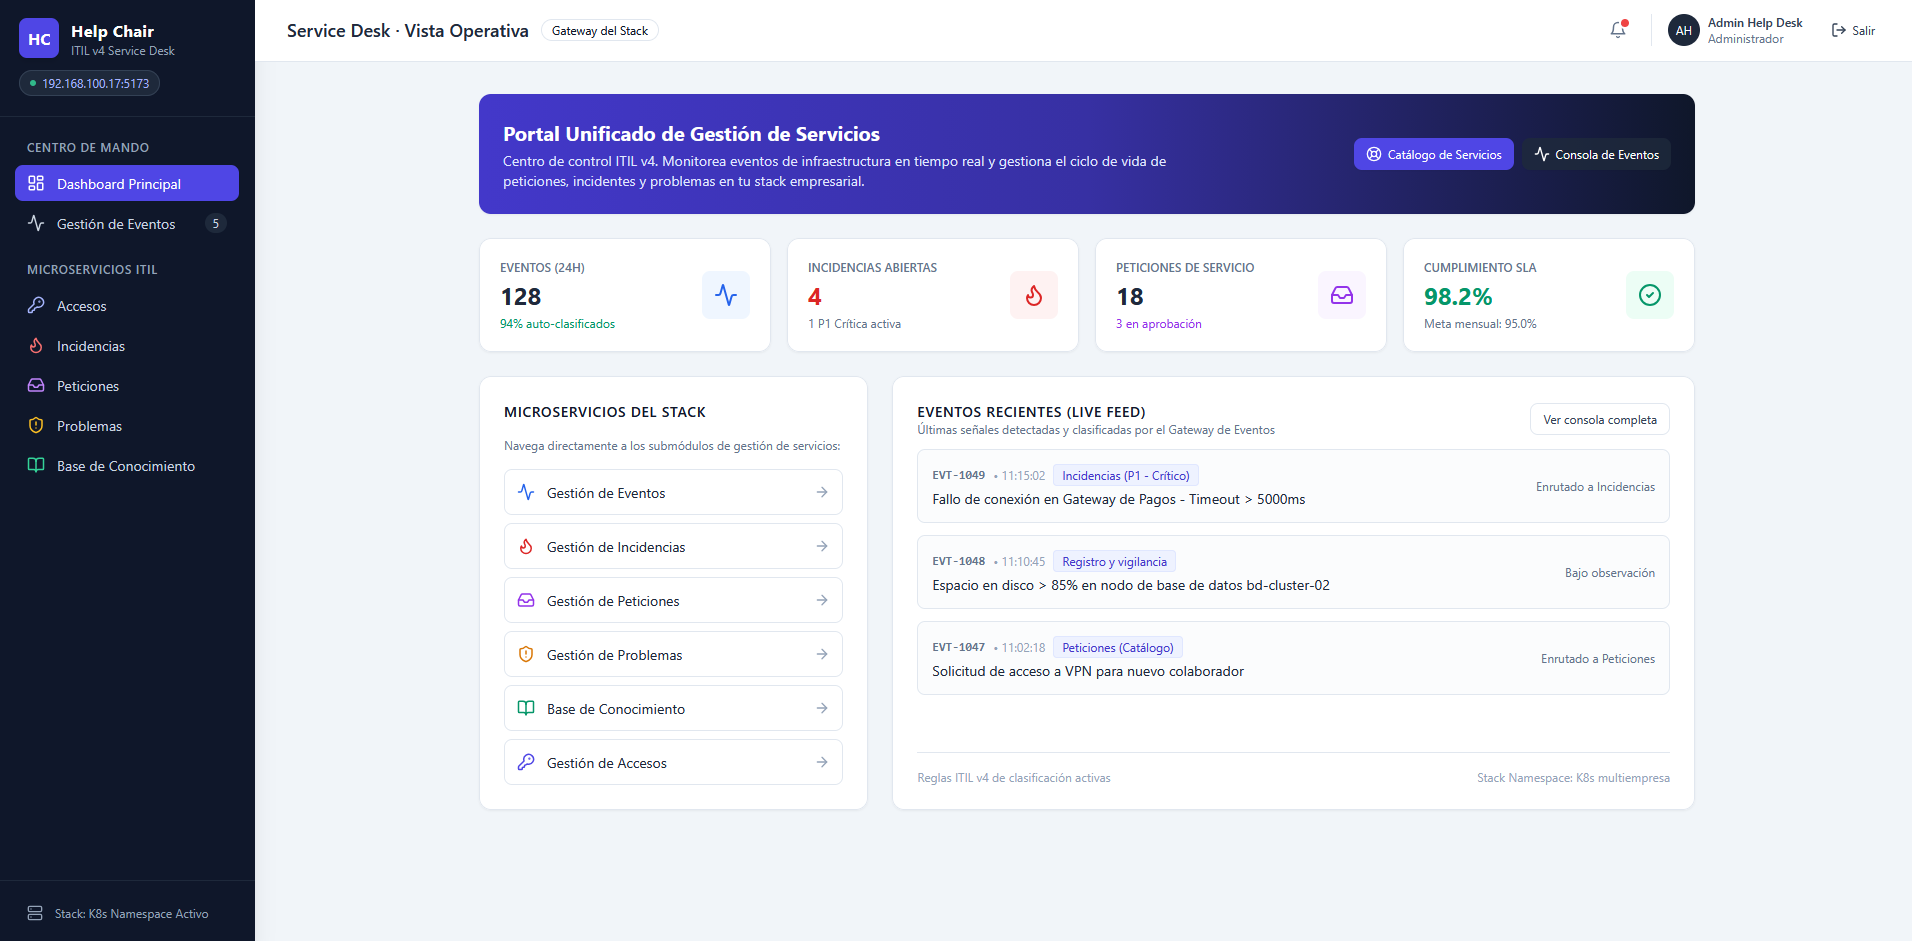 HC
Help Chair
ITIL v4 Service Desk
192.168.100.17:5173
CENTRO DE MANDO
Dashboard Principal
Gestión de Eventos 5
MICROSERVICIOS ITIL
Accesos
Incidencias
Peticiones
Problemas
Base de Conocimiento
Stack: K8s Namespace Activo
Service Desk · Vista Operativa Gateway del Stack
AH
Admin Help Desk
Administrador
Salir
Portal Unificado de Gestión de Servicios
Centro de control ITIL v4. Monitorea eventos de infraestructura en tiempo real y gestiona el ciclo de vida de
peticiones, incidentes y problemas en tu stack empresarial.
Catálogo de Servicios
Consola de Eventos
EVENTOS (24H)
128
94% auto-clasificados
INCIDENCIAS ABIERTAS
4
1 P1 Crítica activa
PETICIONES DE SERVICIO
18
3 en aprobación
CUMPLIMIENTO SLA
98.2%
Meta mensual: 95.0%
MICROSERVICIOS DEL STACK
Navega directamente a los submódulos de gestión de servicios:
Gestión de Eventos
Gestión de Incidencias
Gestión de Peticiones
Gestión de Problemas
Base de Conocimiento
Gestión de Accesos
EVENTOS RECIENTES (LIVE FEED)
Últimas señales detectadas y clasificadas por el Gateway de Eventos
Ver consola completa
EVT-1049 • 11:15:02 Incidencias (P1 - Crítico)
Fallo de conexión en Gateway de Pagos - Timeout > 5000ms
Enrutado a Incidencias
EVT-1048 • 11:10:45 Registro y vigilancia
Espacio en disco > 85% en nodo de base de datos bd-cluster-02
Bajo observación
EVT-1047 • 11:02:18 Peticiones (Catálogo)
Solicitud de acceso a VPN para nuevo colaborador
Enrutado a Peticiones
Reglas ITIL v4 de clasificación activas
Stack Namespace: K8s multiempresa